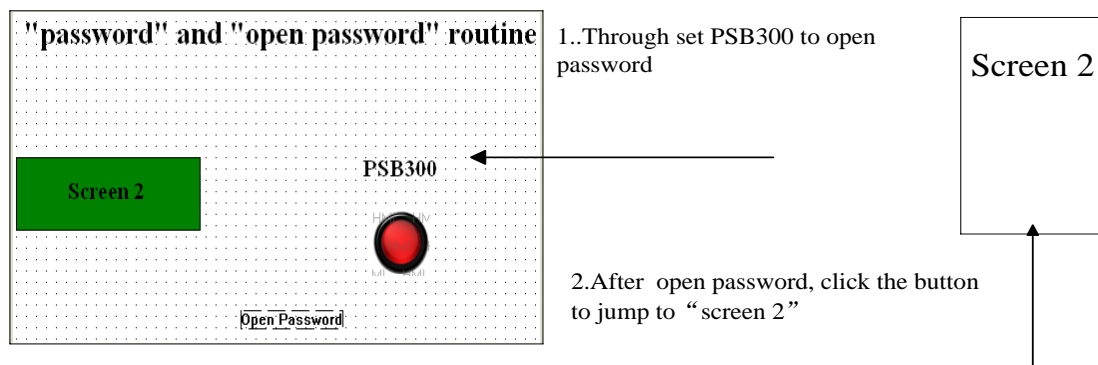 "password" and "open password" routine
1..Through set PSB300 to open
password
Screen 2
PSB300
Screen 2
2.After open password, click the button
to jump to “screen 2”
Open Password